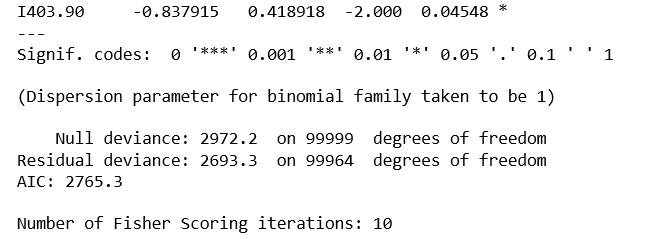 I403.90     -0.837915   0.418918  -2.000  0.04548 *
---
Signif. codes:  0 '***' 0.001 '**' 0.01 '*' 0.05 '.' 0.1 ' ' 1
(Dispersion parameter for binomial family taken to be 1)
    Null deviance: 2972.2  on 99999  degrees of freedom
Residual deviance: 2693.3  on 99964  degrees of freedom
AIC: 2765.3
Number of Fisher Scoring iterations: 10